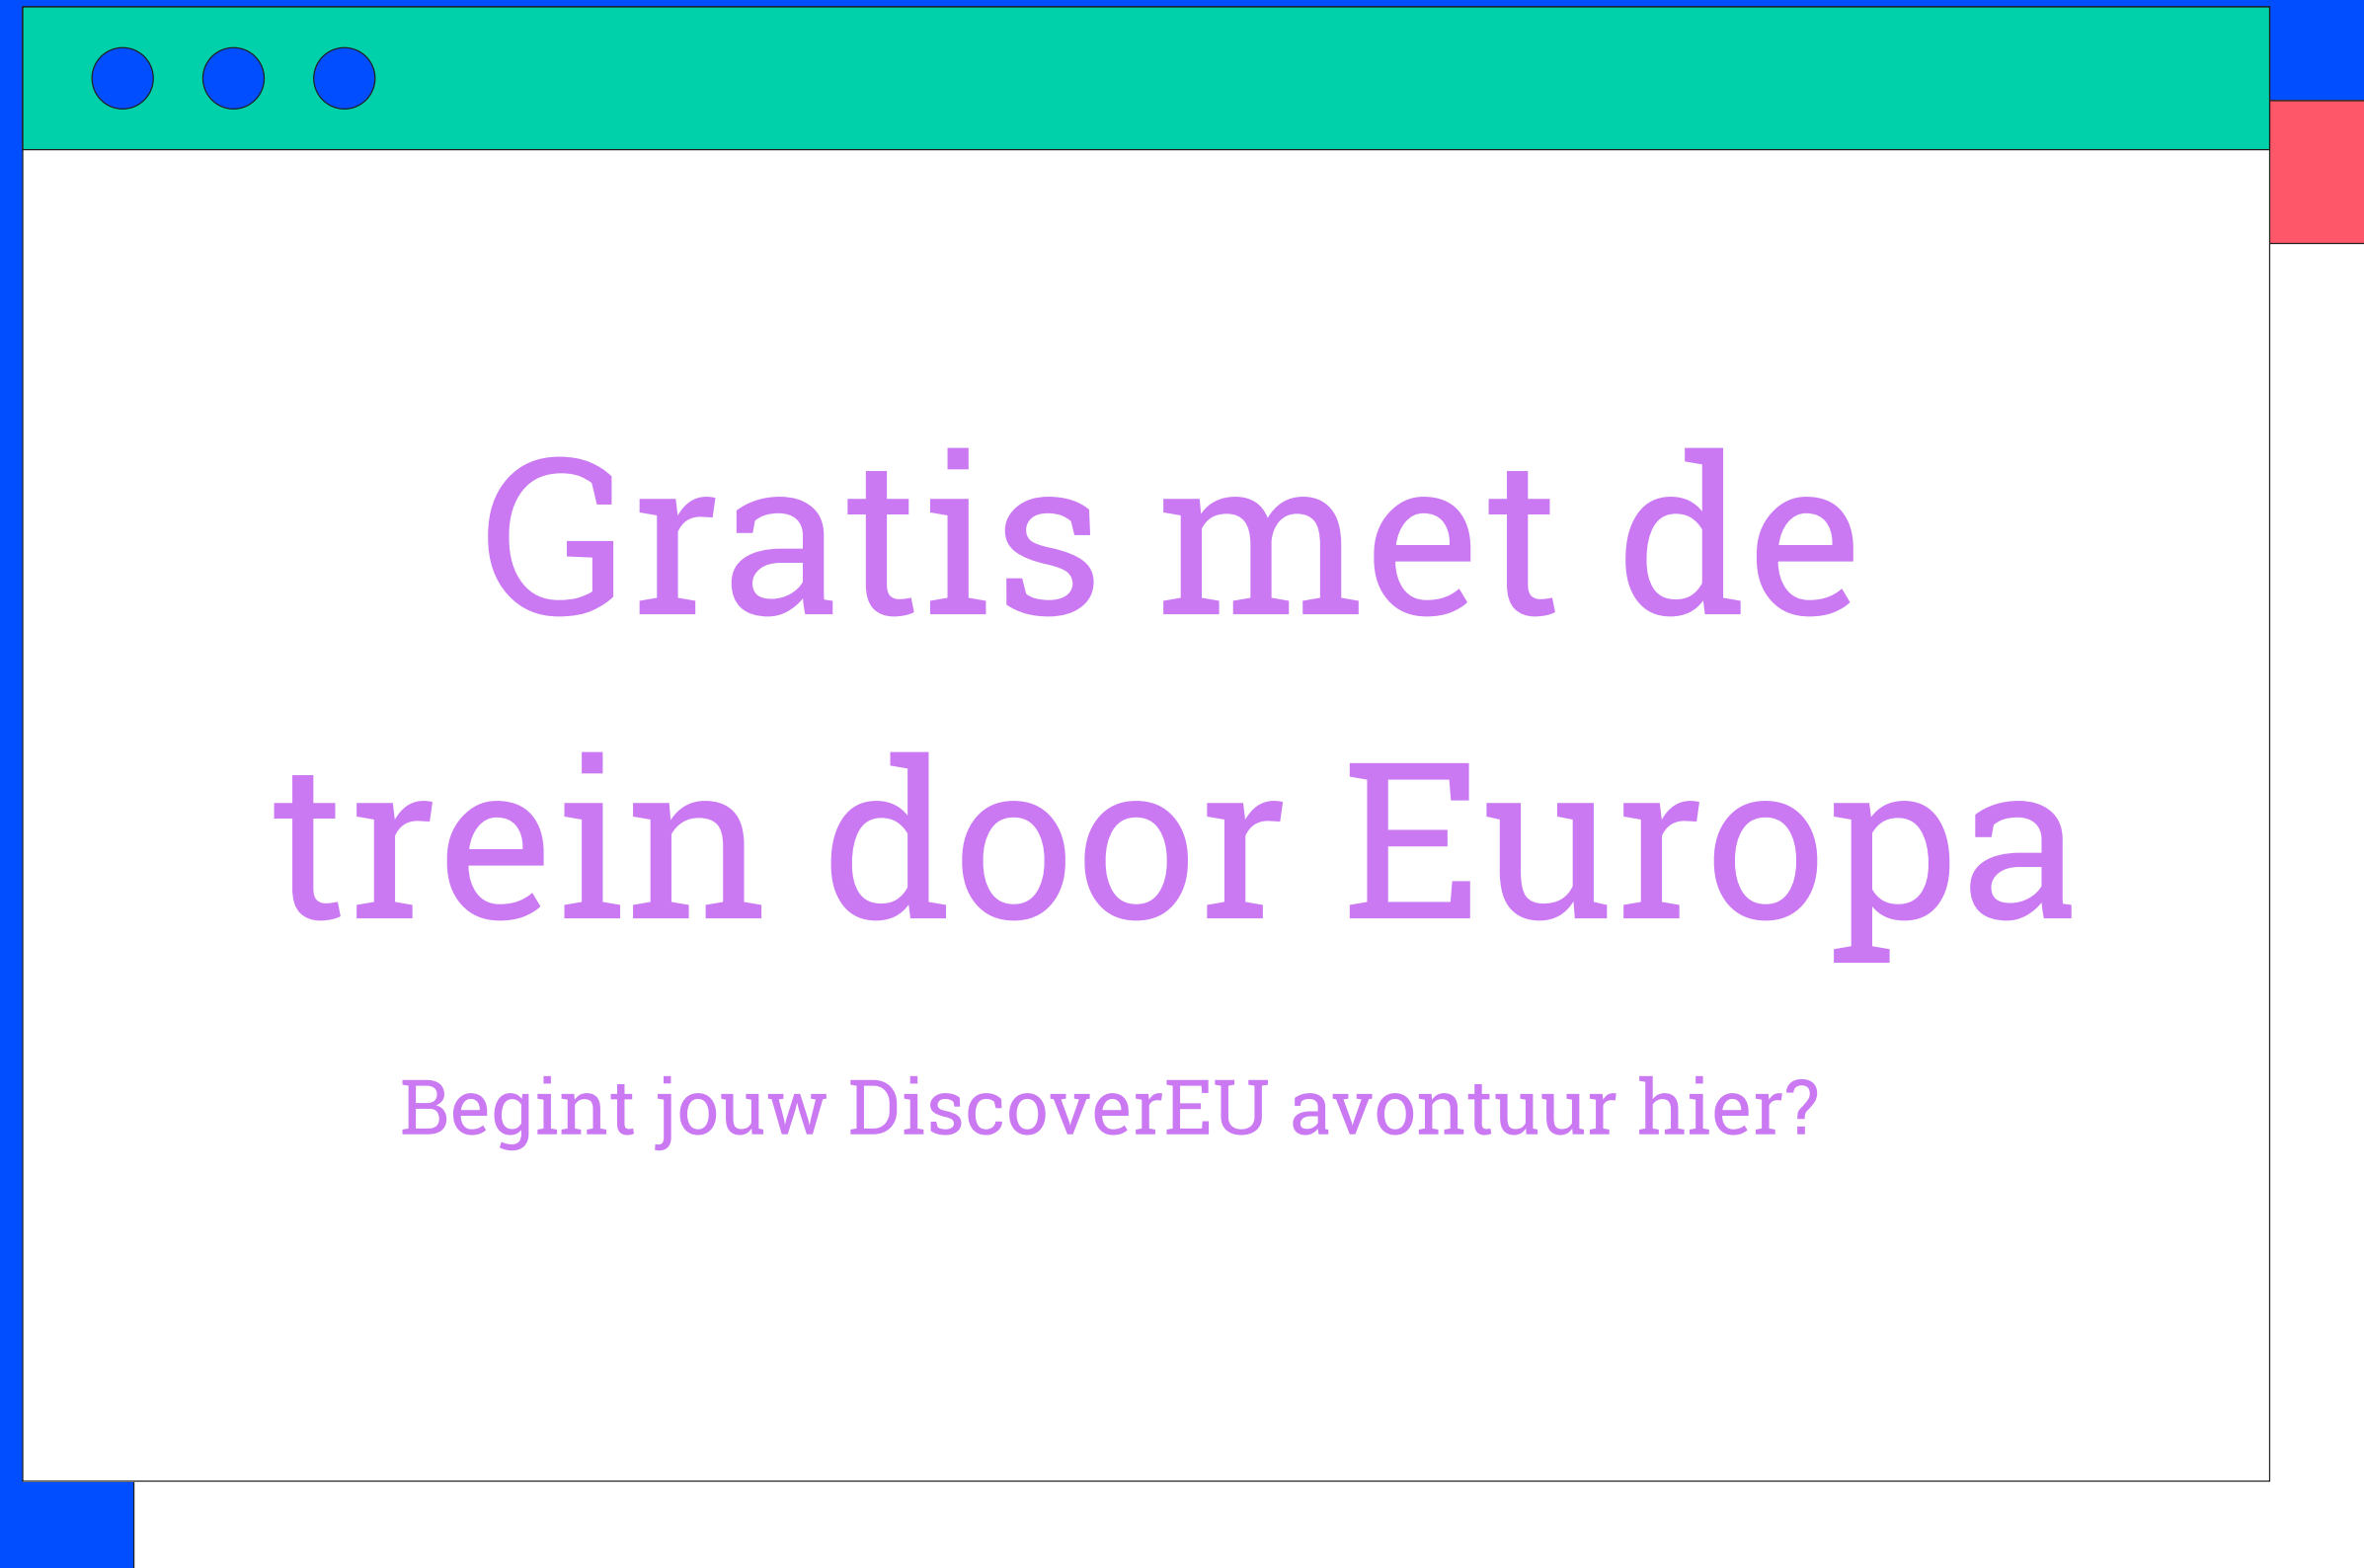 Gratis met de
trein door Europa
Begint jouw DiscoverEU avontuur hier?